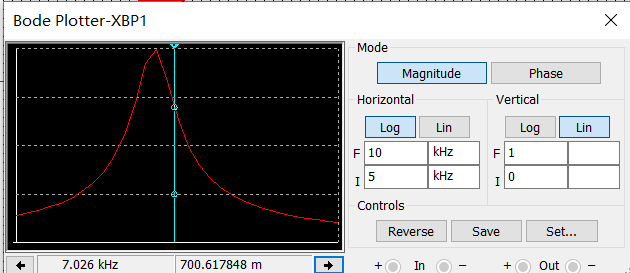 Bode Plotter-XBP1
Mode
Magnitude Phase
Horizontal Vertical
Log Lin Log Lin
F 10 kHz F 1
I 5 kHz I 0
Controls
Reverse Save Set...
7.026 kHz 700.617848 m
+ In − + Out −